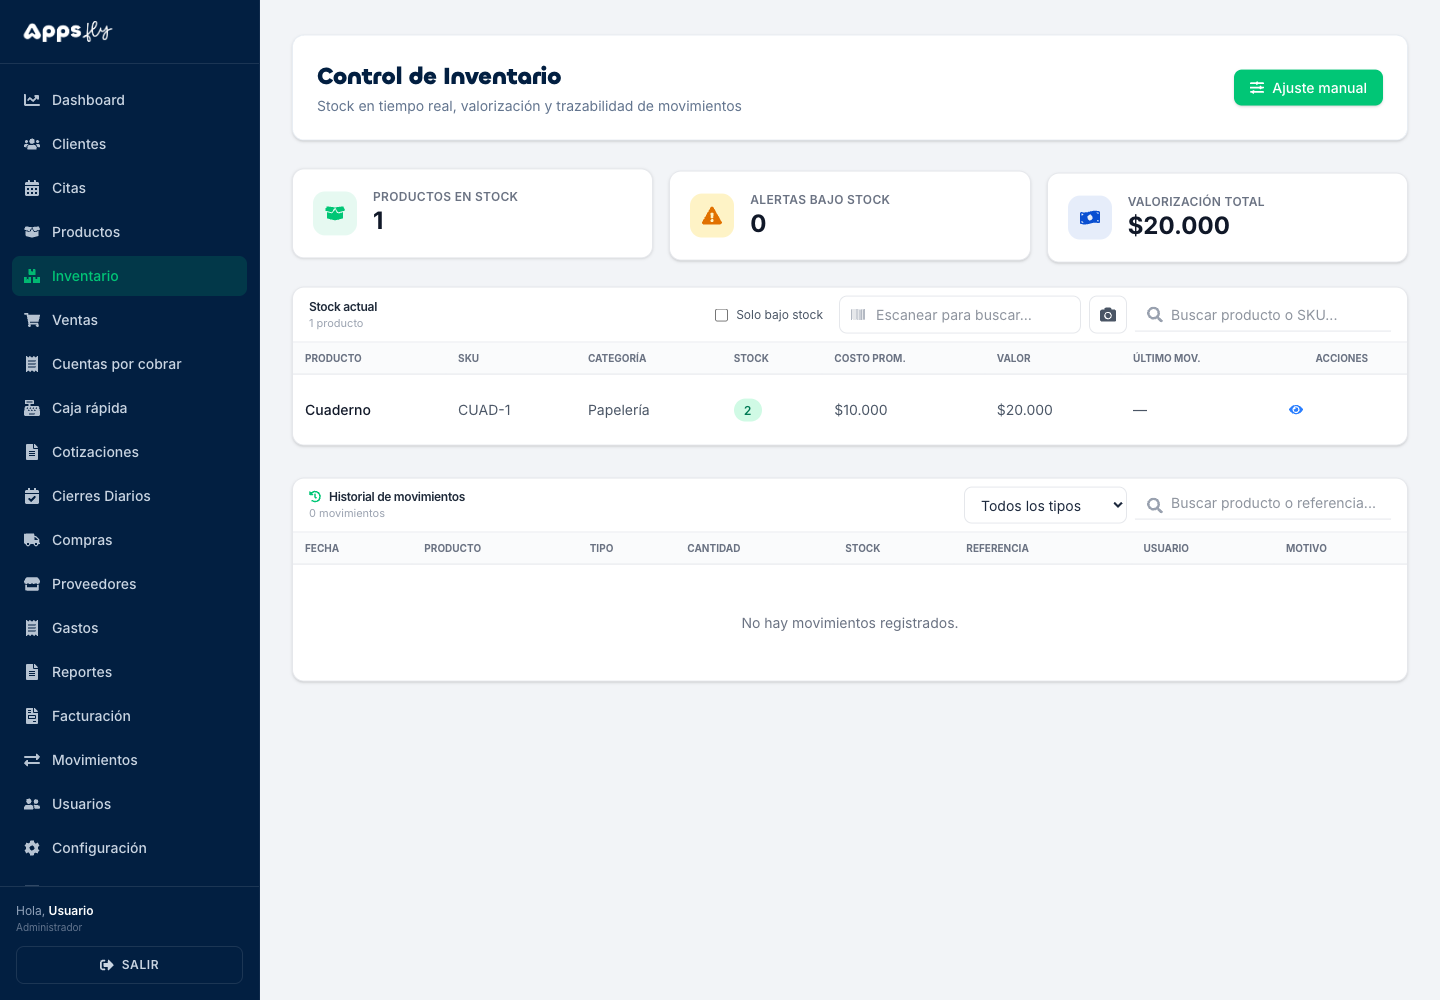 Appsfly
Dashboard
Clientes
Citas
Productos
Inventario
Ventas
Cuentas por cobrar
Caja rápida
Cotizaciones
Cierres Diarios
Compras
Proveedores
Gastos
Reportes
Facturación
Movimientos
Usuarios
Configuración
Hola, Usuario
Administrador
SALIR
Control de Inventario
Stock en tiempo real, valorización y trazabilidad de movimientos
Ajuste manual
PRODUCTOS EN STOCK
1
ALERTAS BAJO STOCK
0
VALORIZACIÓN TOTAL
$20.000
Stock actual
1 producto
Solo bajo stock
Escanear para buscar...
Buscar producto o SKU...
PRODUCTO SKU CATEGORÍA STOCK COSTO PROM. VALOR ÚLTIMO MOV. ACCIONES
Cuaderno CUAD-1 Papelería 2 $10.000 $20.000 —
Historial de movimientos
0 movimientos
Todos los tipos
Buscar producto o referencia...
FECHA PRODUCTO TIPO CANTIDAD STOCK REFERENCIA USUARIO MOTIVO
No hay movimientos registrados.